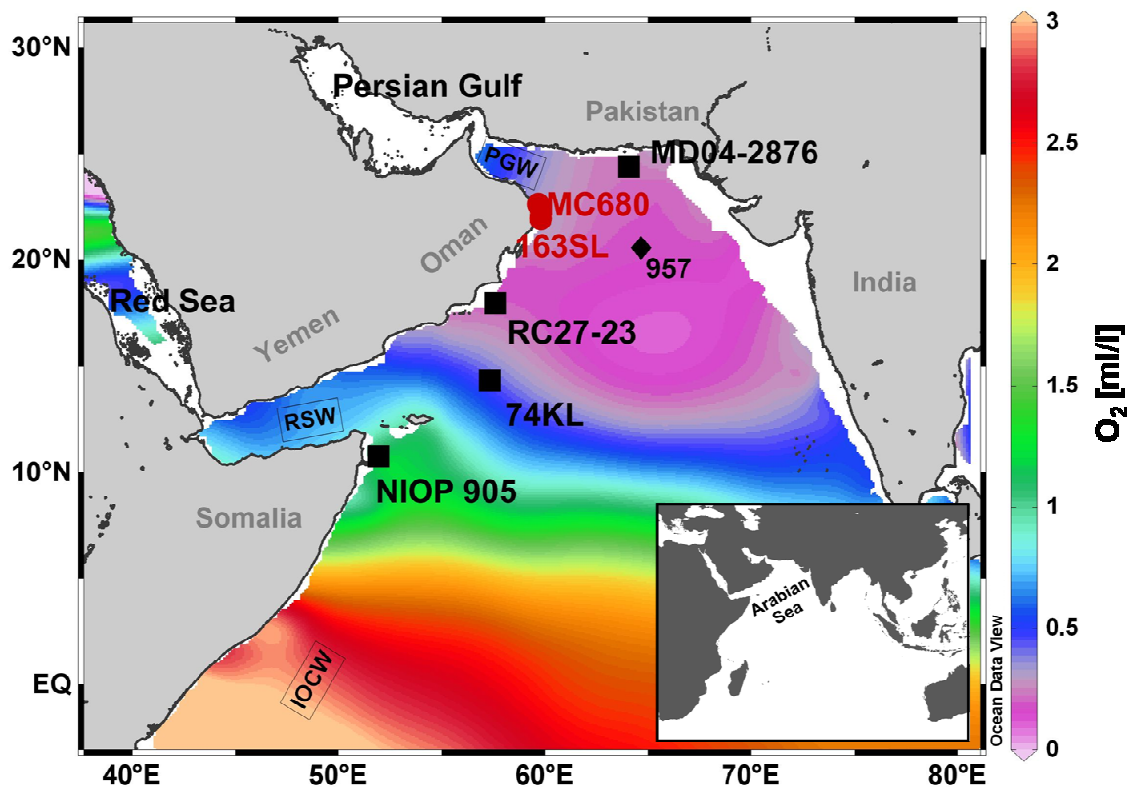 30°N
20°N
10°N
EQ
40°E
50°E
60°E
70°E
80°E
Persian Gulf
Pakistan
PGW
MD04-2876
MC680
163SL
Oman
957
India
Red Sea
RC27-23
Yemen
74KL
RSW
NIOP 905
Somalia
IOCW
Arabian
Sea
Ocean Data View
3
2.5
2
1.5
1
0.5
0
O2 [ml/l]